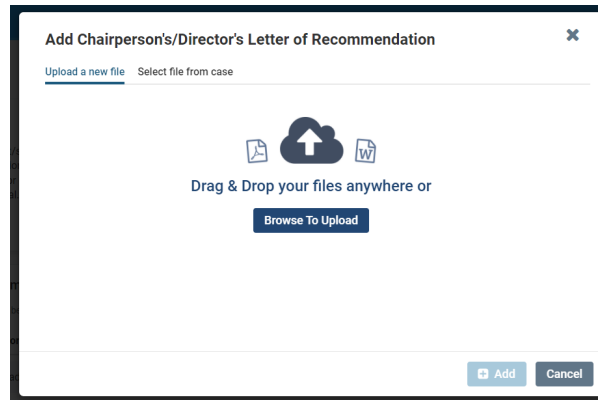 Add Chairperson's/Director's Letter of Recommendation
Upload a new file Select file from case
W
Drag & Drop your files anywhere or
Browse To Upload
Add Cancel